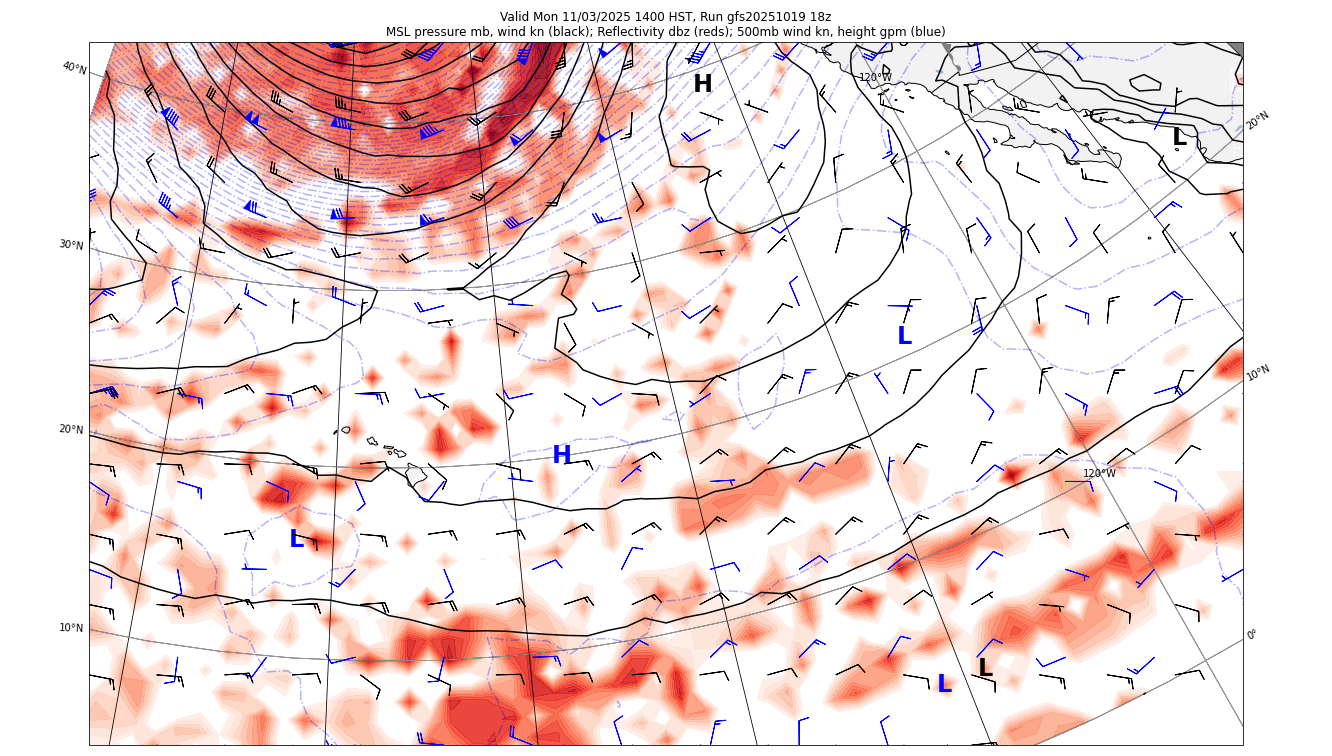 Valid Mon 11/03/2025 1400 HST, Run gfs20251019 18z
MSL pressure mb, wind kn (black); Reflectivity dbz (reds); 500mb wind kn, height gpm (blue)
40°N
H
120°W
20°N
L
30°N
L
10°N
20°N
H
120°W
L
10°N
0°
L
L